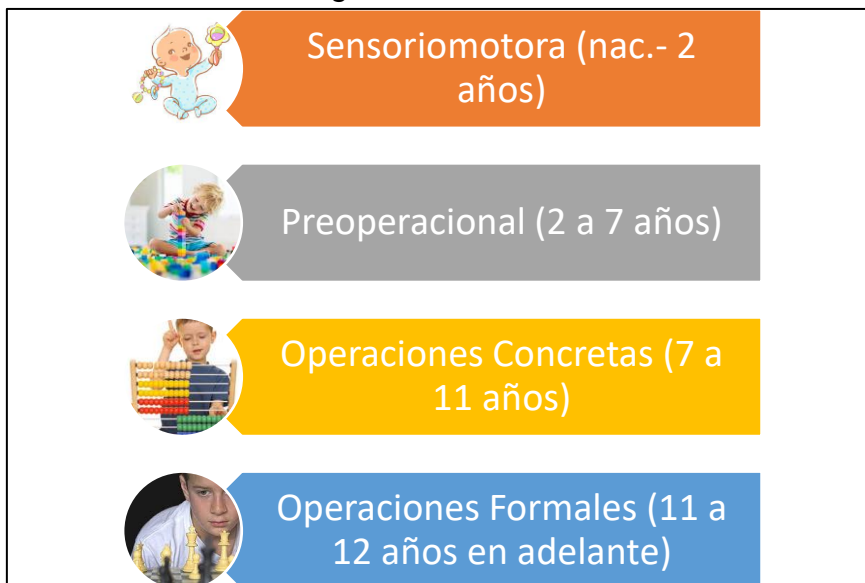 Sensoriomotora (nac.- 2
años)
Preoperacional (2 a 7 años)
Operaciones Concretas (7 a
11 años)
Operaciones Formales (11 a
12 años en adelante)